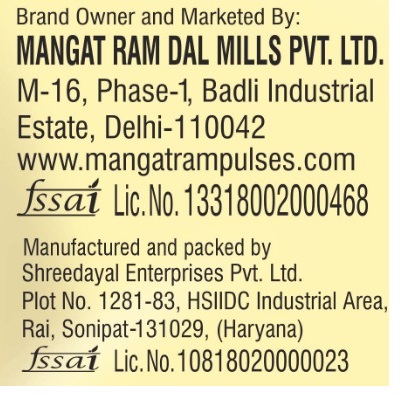 Brand Owner and Marketed By:
MANGAT RAM DAL MILLS PVT. LTD.
M-16, Phase-1, Badli Industrial
Estate, Delhi-110042
www.mangatrampulses.com
fssai Lic. No. 13318002000468
Manufactured and packed by
Shreedayal Enterprises Pvt. Ltd.
Plot No. 1281-83, HSIIDC Industrial Area,
Rai, Sonipat-131029, (Haryana)
fssai Lic. No. 10818020000023